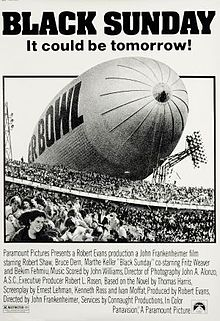 BLACK SUNDAY
It could be tomorrow!
R BOWL
Paramount Pictures Presents a Robert Evans production a John Frankenheimer film
starring Robert Shaw, Bruce Dern, Marthe Keller "Black Sunday" co-starring Fritz Weaver
and Bekim Fehmiu, Music Scored by John Williams, Director of Photography John A. Alonzo,
A.S.C., Executive Producer Robert L. Rosen, Based on the Novel by Thomas Harris,
Screenplay by Ernest Lehman, Kenneth Ross and Ivan Moffat, Produced by Robert Evans,
Directed by John Frankenheimer, Services by Connaught Productions, In Color
R RESTRICTED
Panavision, A Paramount Picture